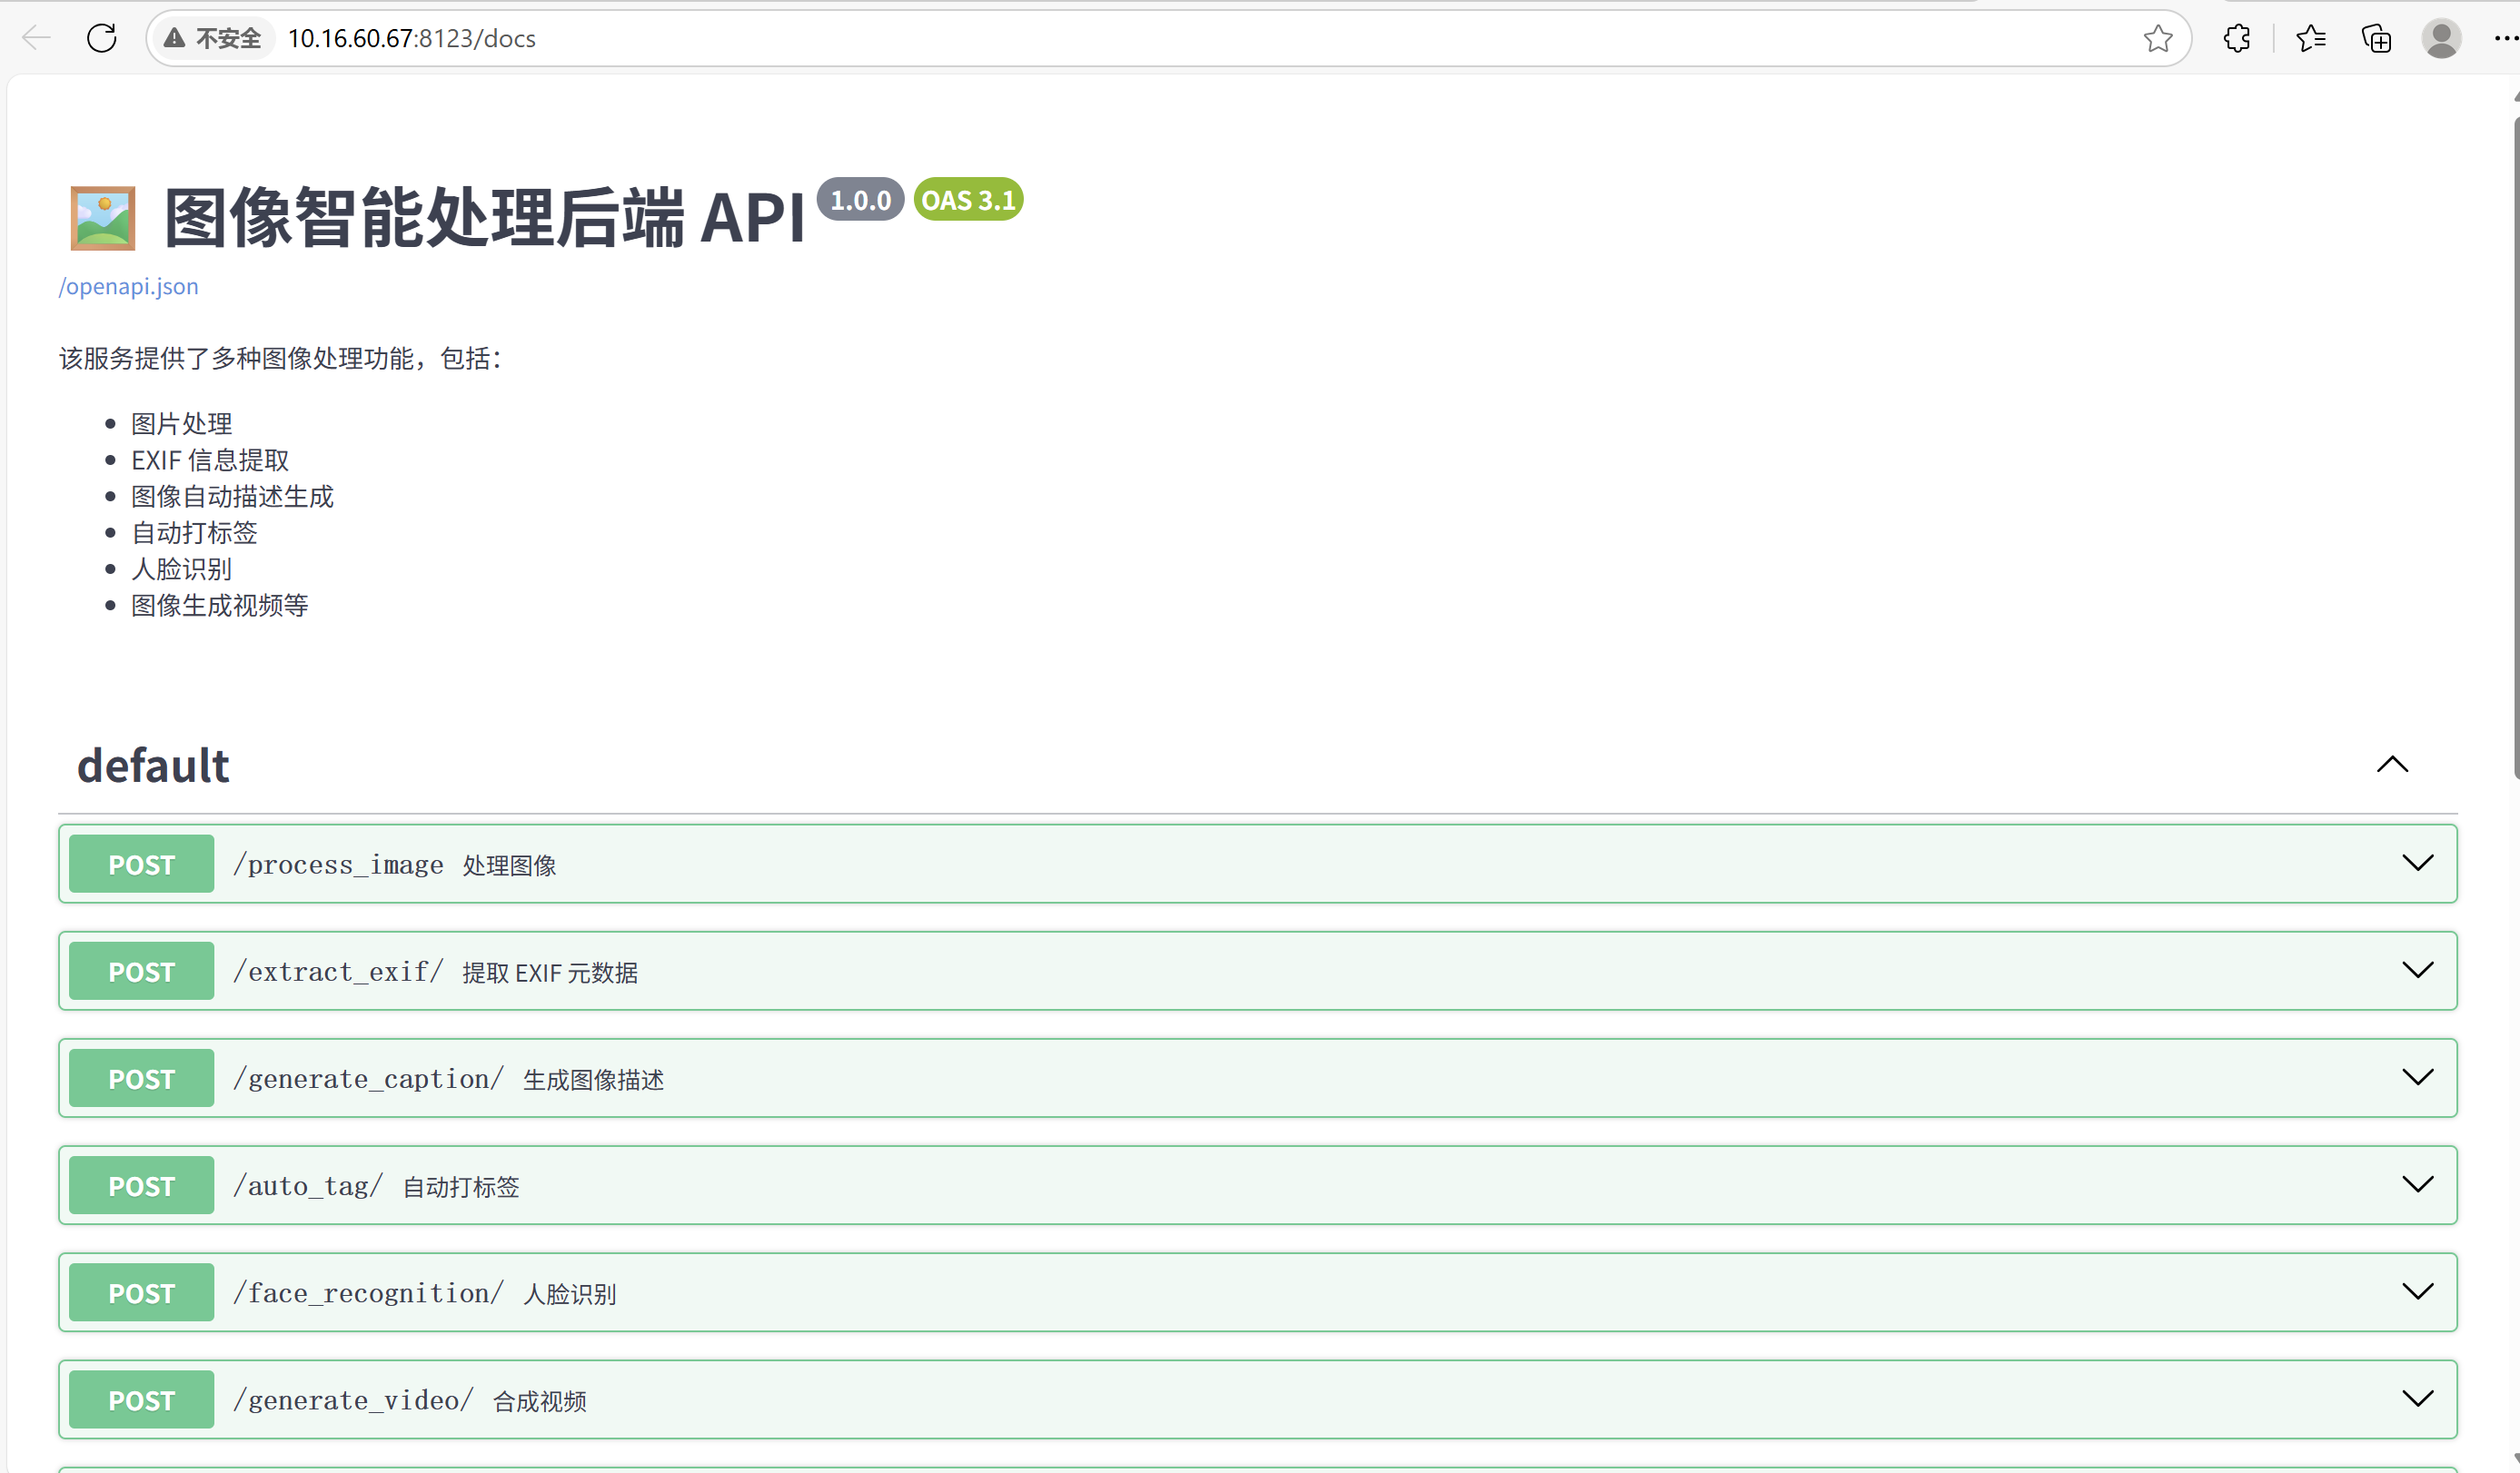 不安全 10.16.60.67:8123/docs
图像智能处理后端 API 1.0.0 OAS 3.1
/openapi.json
该服务提供了多种图像处理功能，包括：
图片处理
EXIF 信息提取
图像自动描述生成
自动打标签
人脸识别
图像生成视频等
default
POST /process_image 处理图像
POST /extract_exif/ 提取 EXIF 元数据
POST /generate_caption/ 生成图像描述
POST /auto_tag/ 自动打标签
POST /face_recognition/ 人脸识别
POST /generate_video/ 合成视频